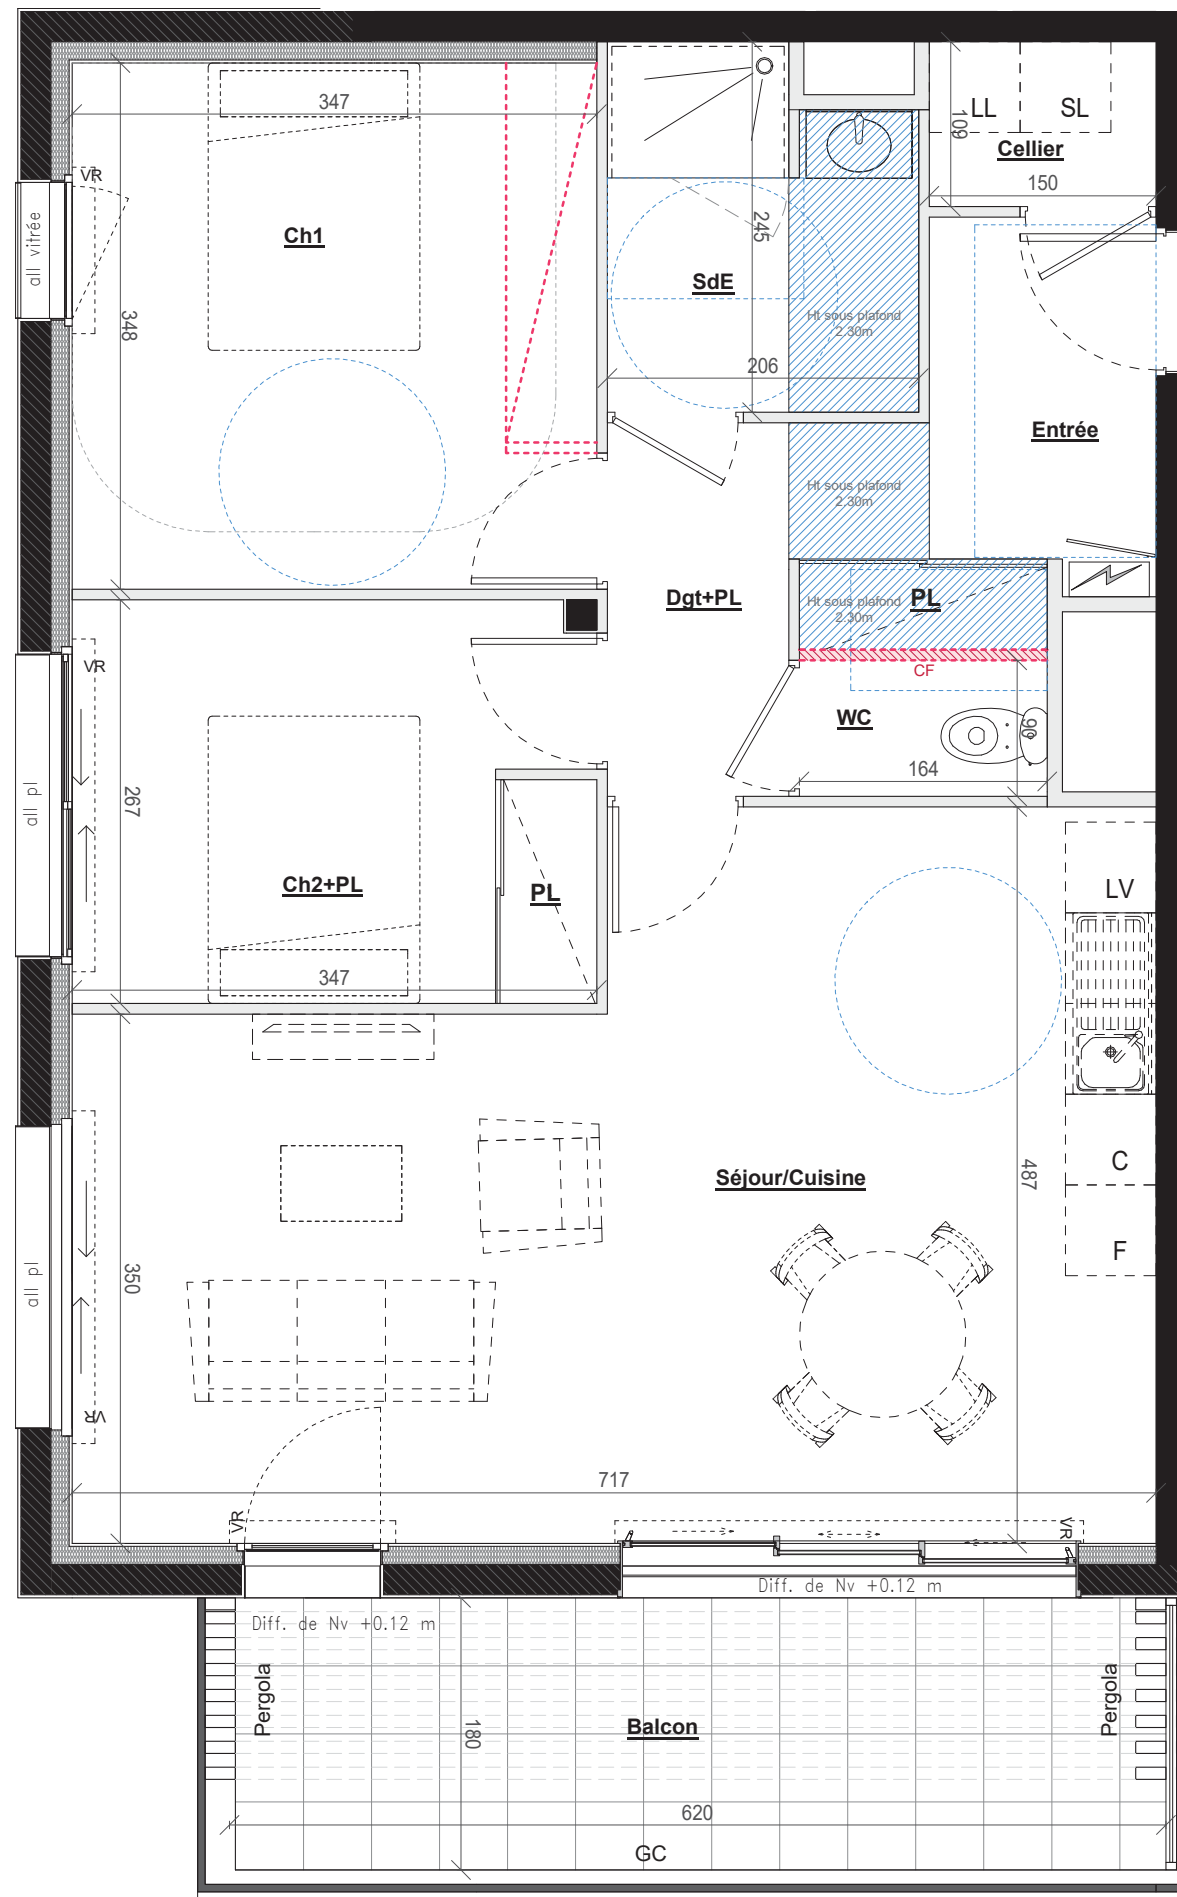 347
LL
SL
109
Cellier
150
VR
all vitrée
Ch1
245
SdE
348
Ht sous plafond
2.30m
206
Entrée
Ht sous plafond
2.30m
Dgt+PL
Ht sous plafond
2.30m
PL
VR
CF
WC
90
164
all pl
267
Ch2+PL
PL
LV
347
Séjour/Cuisine
487
C
F
all pl
350
VR
717
VR
VR
Diff. de Nv +0.12 m
Diff. de Nv +0.12 m
Pergola
Pergola
180
Balcon
620
GC